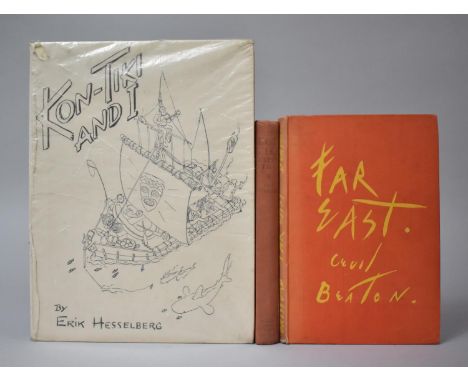 KON-TIKI
AND I
BY
ERIK HESSELBERG
FAR
EAST.
CECIL
BEATON.